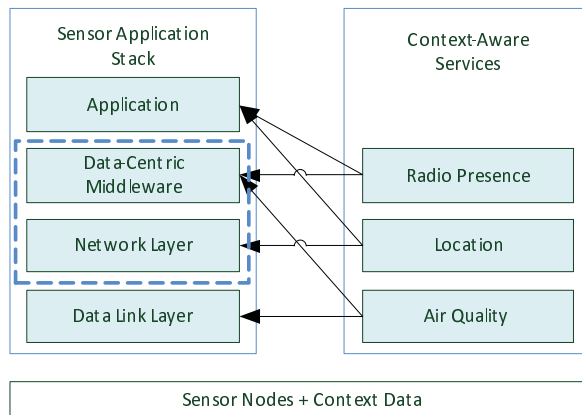 Sensor Application
Stack
Application
Data-Centric
Middleware
Network Layer
Data Link Layer
Context-Aware
Services
Radio Presence
Location
Air Quality
Sensor Nodes + Context Data